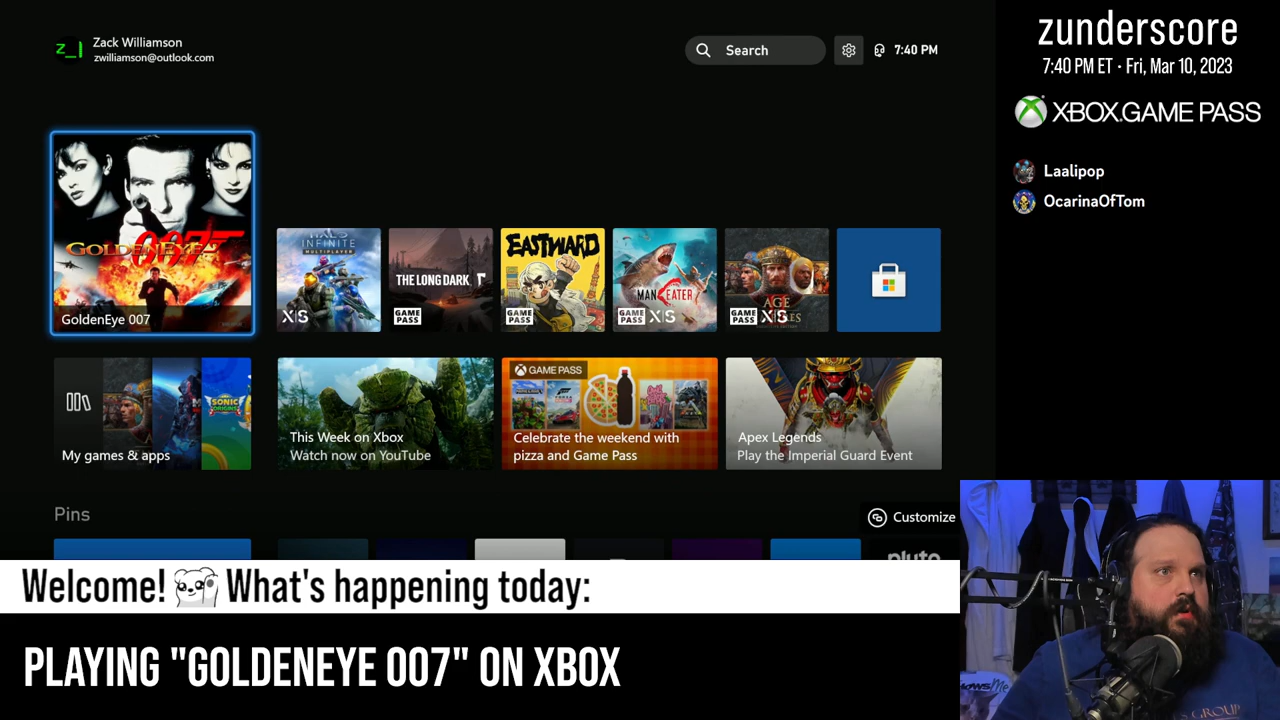 Zack Williamson
zwilliamson@outlook.com
Search
7:40 PM
zunderscore
7:40 PM ET · Fri, Mar 10, 2023
XBOX GAME PASS
Laalipop
OcarinaOfTom
GOLDENEYE 007
GoldenEye 007
HALO INFINITE
MULTIPLAYER
X|S
THE LONG DARK
GAME PASS
EASTWARD
GAME PASS
MANEATER
GAME PASS X|S
AGE
GAME PASS X|S
SONIC ORIGINS
My games & apps
This Week on Xbox
Watch now on YouTube
GAME PASS
Celebrate the weekend with
pizza and Game Pass
Apex Legends
Play the Imperial Guard Event
Pins
Customize
pluto
Welcome! What's happening today:
PLAYING "GOLDENEYE 007" ON XBOX
GROUP